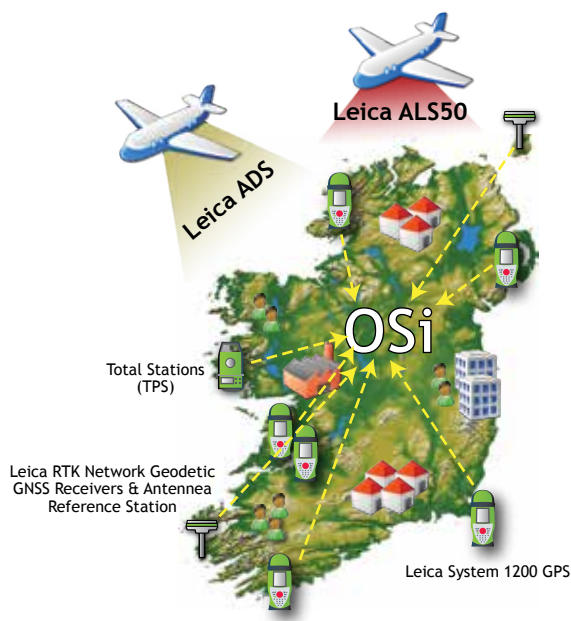 Leica ALS50
Leica ADS
OSi
Total Stations
(TPS)
Leica RTK Network Geodetic
GNSS Receivers & Antennea
Reference Station
Leica System 1200 GPS